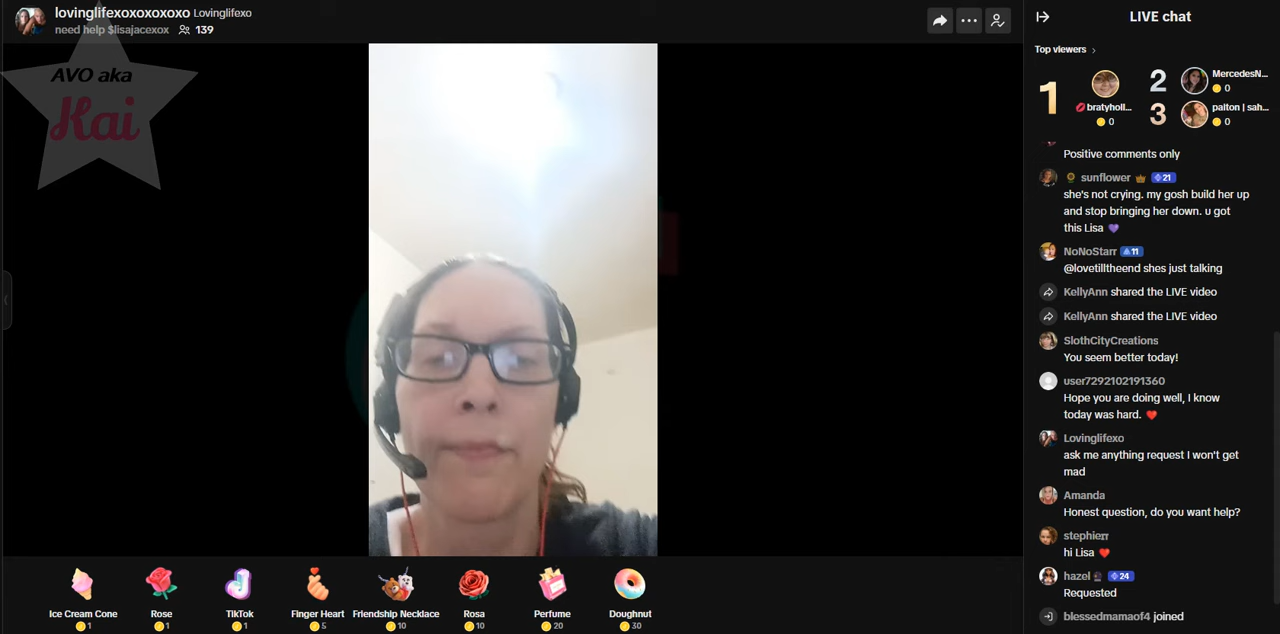 lovinglifexoxoxoxoxo Lovinglifexo
need help $lisajacexox 139
AVO aka
Kai
LIVE chat
Top viewers >
1
bratyholl...
0
2
MercedesN...
0
3
paiton | sah...
0
Positive comments only
sunflower 21
she's not crying. my gosh build her up
and stop bringing her down. u got
this Lisa 💜
NoNoStarr 11
@lovetilltheend shes just talking
KellyAnn shared the LIVE video
KellyAnn shared the LIVE video
SlothCityCreations
You seem better today!
user7292102191360
Hope you are doing well, I know
today was hard. ❤️
Lovinglifexo
ask me anything request I won't get
mad
Amanda
Honest question, do you want help?
stephierr
hi Lisa ❤️
hazel 24
Requested
blessedmamaof4 joined
Ice Cream Cone
1
Rose
1
TikTok
1
Finger Heart
5
Friendship Necklace
10
Rosa
10
Perfume
20
Doughnut
30